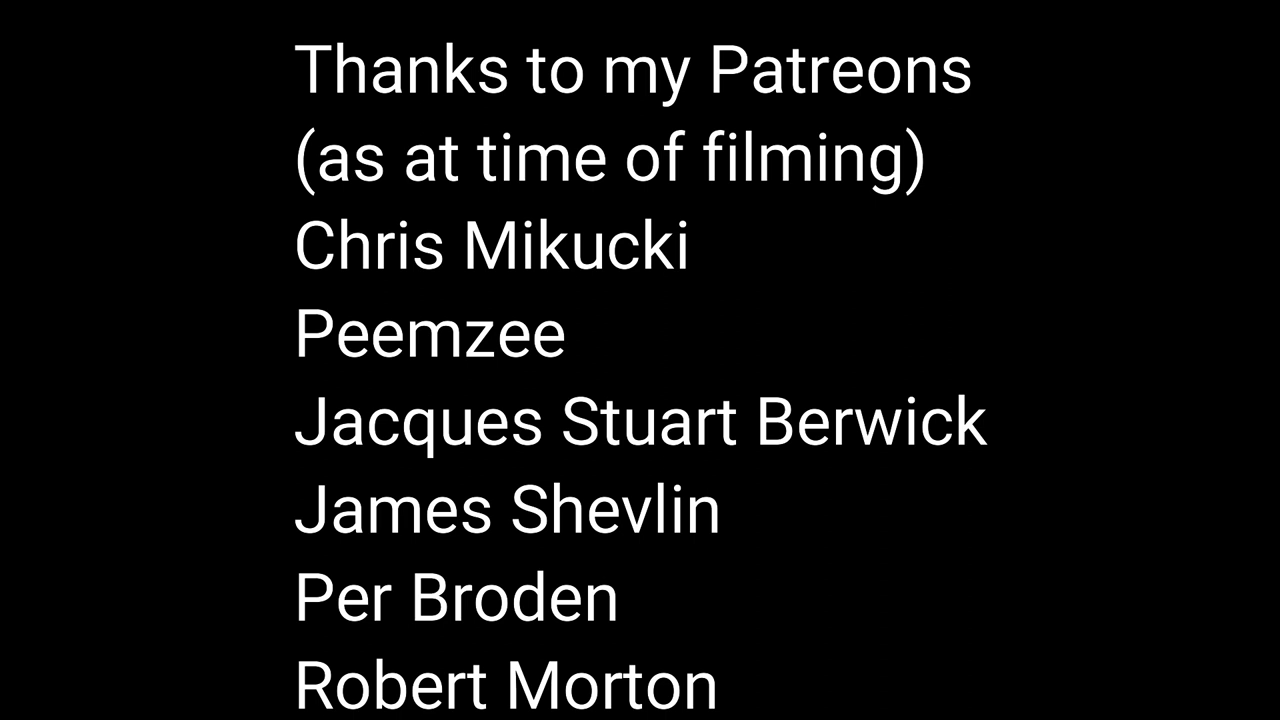 Thanks to my Patreons
(as at time of filming)
Chris Mikucki
Peemzee
Jacques Stuart Berwick
James Shevlin
Per Broden
Robert Morton